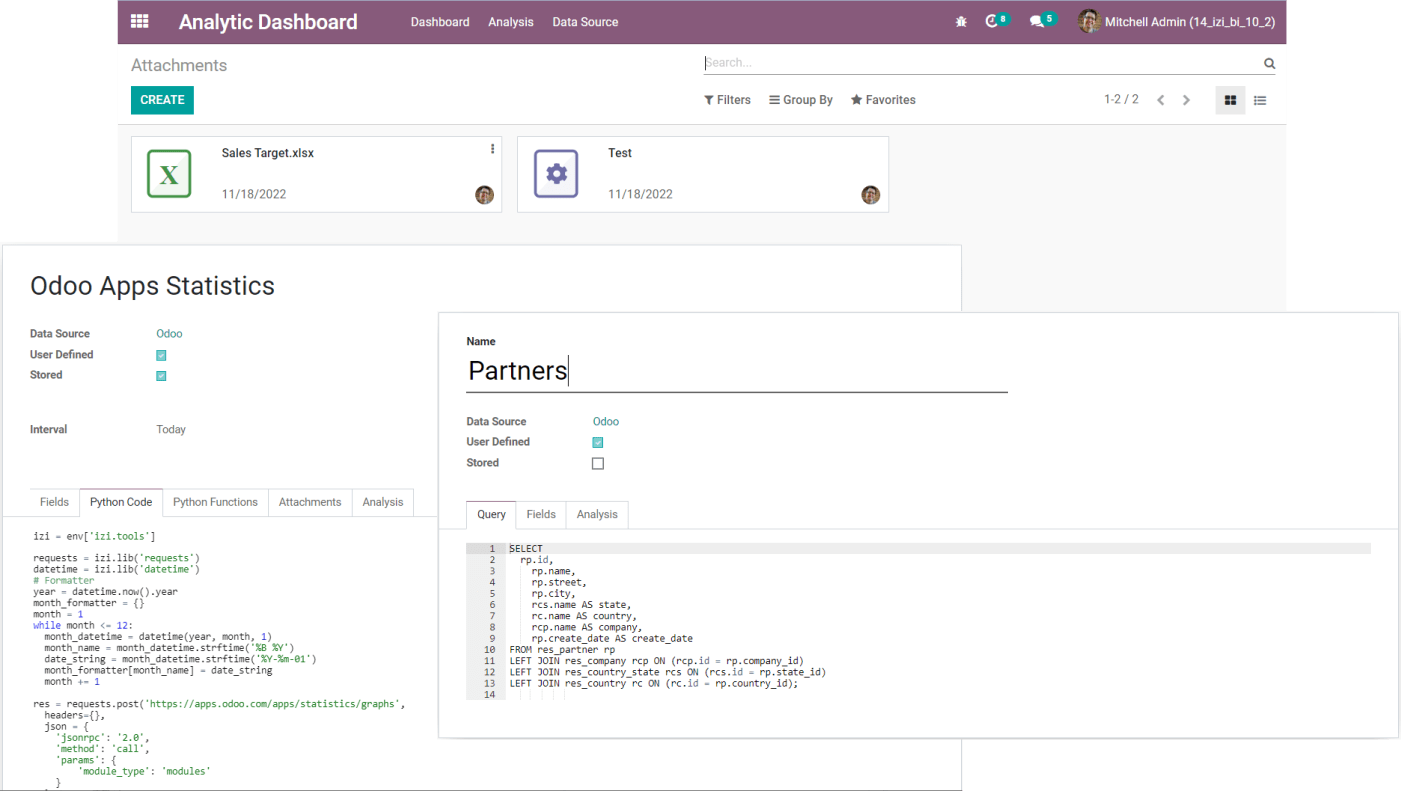 Analytic Dashboard Dashboard Analysis Data Source 8 5 Mitchell Admin (14_izi_bi_10_2)
Attachments
Search...
CREATE
Filters Group By Favorites 1-2 / 2
X
Sales Target.xlsx
11/18/2022
Test
11/18/2022
Odoo Apps Statistics
Data Source Odoo
User Defined
Stored
Interval Today
Fields Python Code Python Functions Attachments Analysis
izi = env['izi.tools']
requests = izi.lib('requests')
datetime = izi.lib('datetime')
# Formatter
year = datetime.now().year
month_formatter = {}
month = 1
while month <= 12:
month_datetime = datetime(year, month, 1)
month_name = month_datetime.strftime('%B %Y')
date_string = month_datetime.strftime('%Y-%m-01')
month_formatter[month_name] = date_string
month += 1
res = requests.post('https://apps.odoo.com/apps/statistics/graphs',
headers={},
json = {
'jsonrpc': '2.0',
'method': 'call',
'params': {
'module_type': 'modules'
}
Name
Partners
Data Source Odoo
User Defined
Stored
Query Fields Analysis
1 SELECT
2 rp.id,
3 rp.name,
4 rp.street,
5 rp.city,
6 rcs.name AS state,
7 rc.name AS country,
8 rcp.name AS company,
9 rp.create_date AS create_date
10 FROM res_partner rp
11 LEFT JOIN res_company rcp ON (rcp.id = rp.company_id)
12 LEFT JOIN res_country_state rcs ON (rcs.id = rp.state_id)
13 LEFT JOIN res_country rc ON (rc.id = rp.country_id);
14